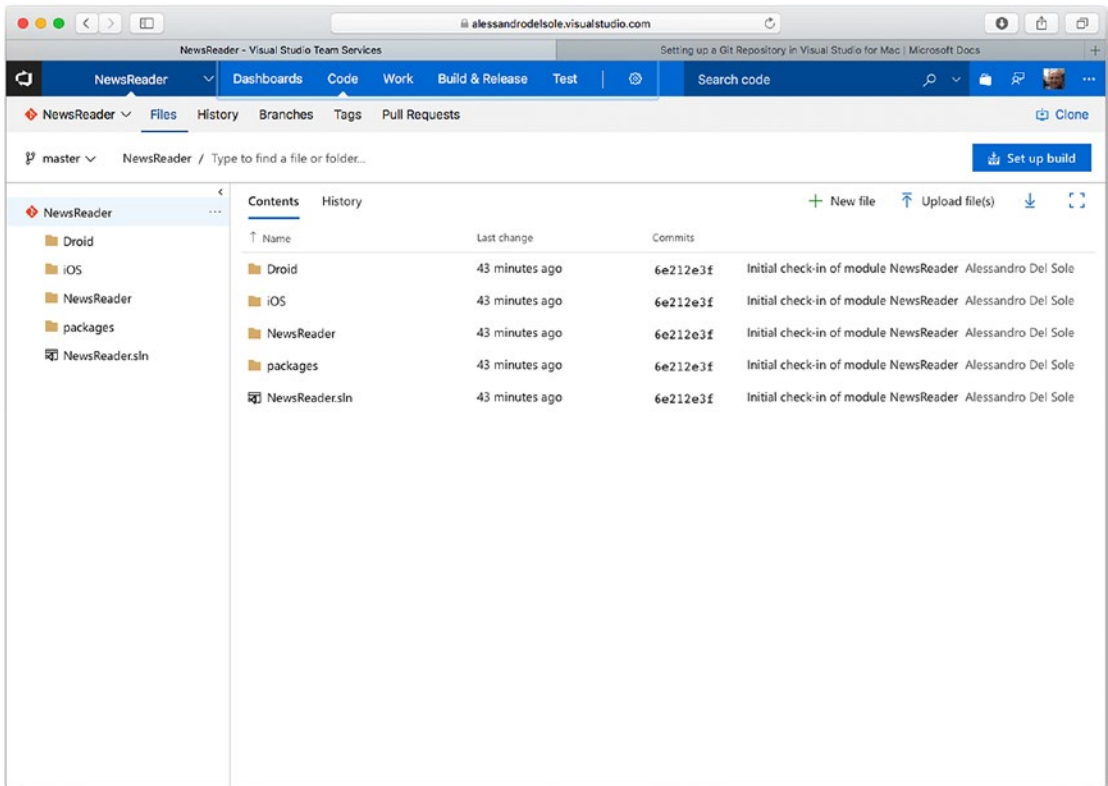 alessandrodelsole.visualstudio.com
NewsReader - Visual Studio Team Services
Setting up a Git Repository in Visual Studio for Mac | Microsoft Docs
NewsReader Dashboards Code Work Build & Release Test | Search code
NewsReader Files History Branches Tags Pull Requests Clone
master NewsReader / Type to find a file or folder... Set up build
NewsReader ...
Droid
iOS
NewsReader
packages
NewsReader.sln
Contents History + New file Upload file(s)
↑ Name Last change Commits
Droid 43 minutes ago 6e212e3f Initial check-in of module NewsReader Alessandro Del Sole
iOS 43 minutes ago 6e212e3f Initial check-in of module NewsReader Alessandro Del Sole
NewsReader 43 minutes ago 6e212e3f Initial check-in of module NewsReader Alessandro Del Sole
packages 43 minutes ago 6e212e3f Initial check-in of module NewsReader Alessandro Del Sole
NewsReader.sln 43 minutes ago 6e212e3f Initial check-in of module NewsReader Alessandro Del Sole